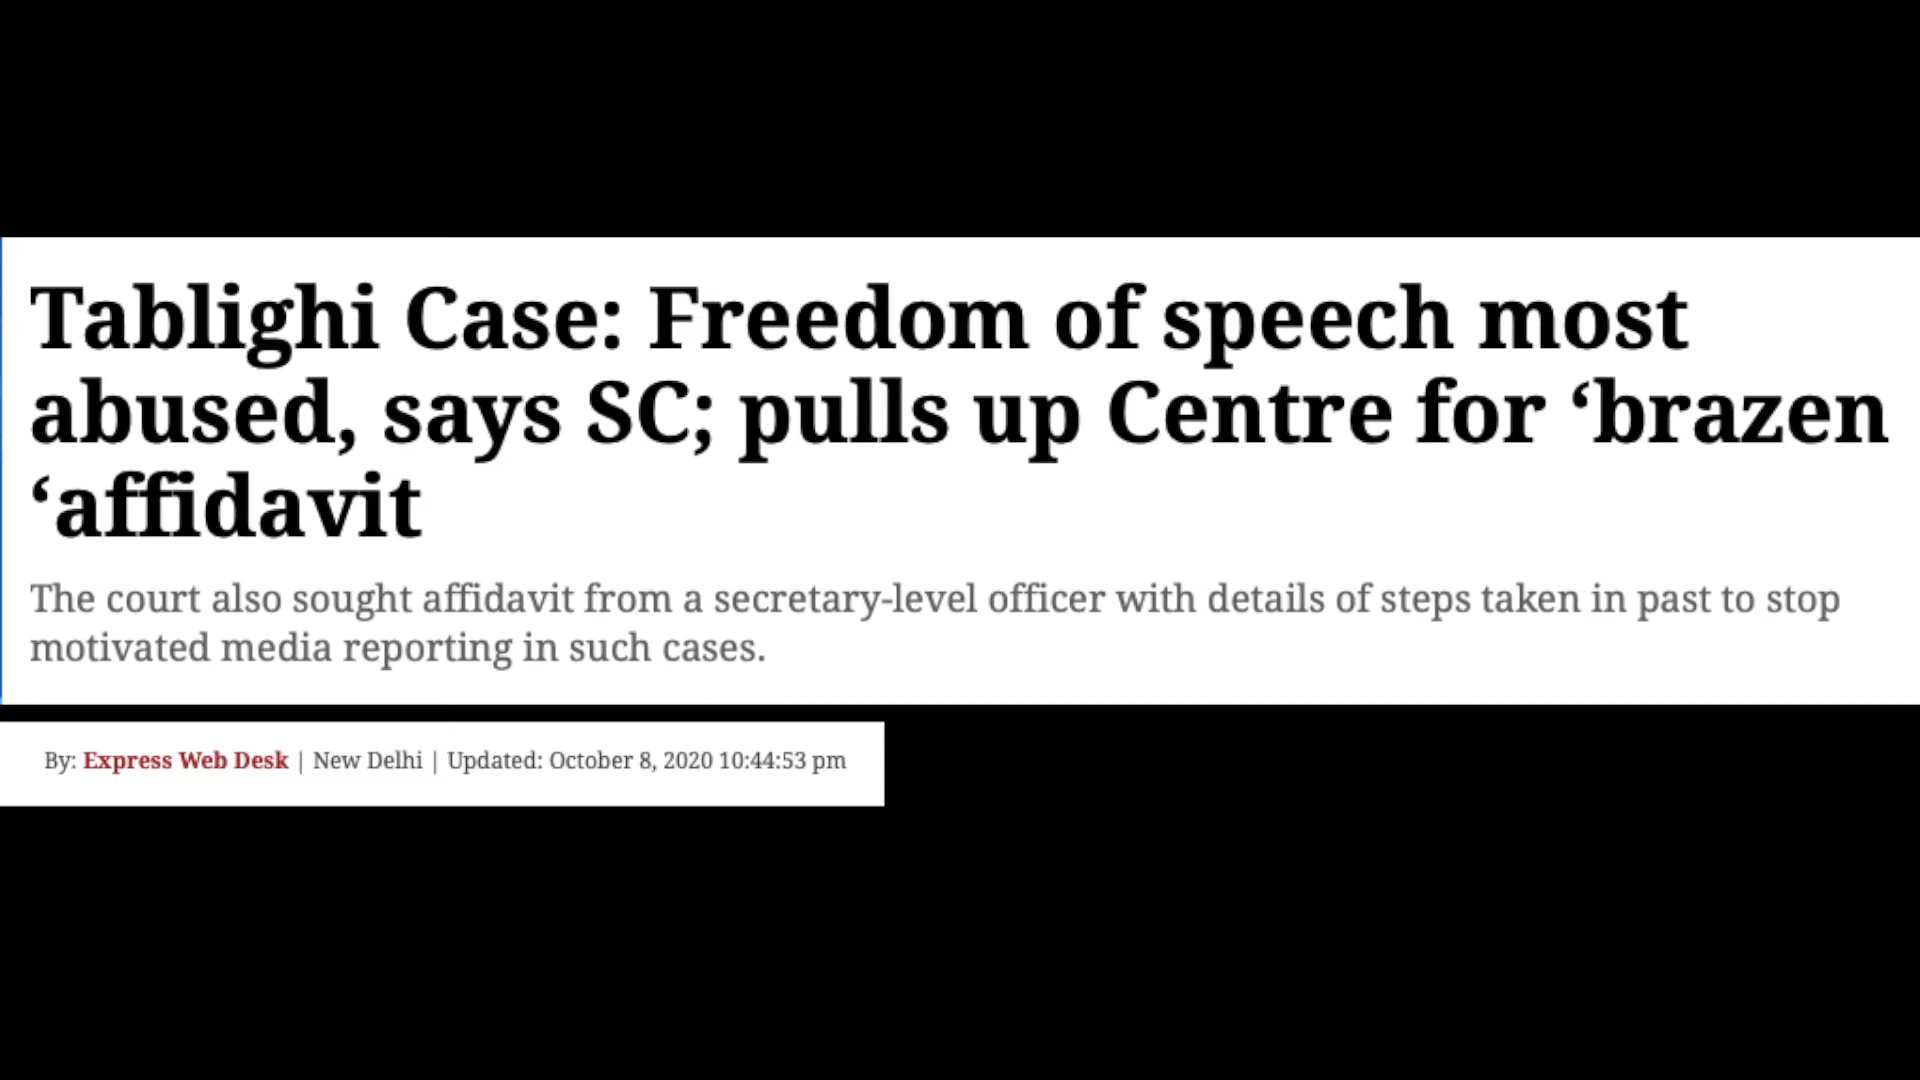 Tablighi Case: Freedom of speech most
abused, says SC; pulls up Centre for ‘brazen
‘affidavit
The court also sought affidavit from a secretary-level officer with details of steps taken in past to stop
motivated media reporting in such cases.
By: Express Web Desk | New Delhi | Updated: October 8, 2020 10:44:53 pm